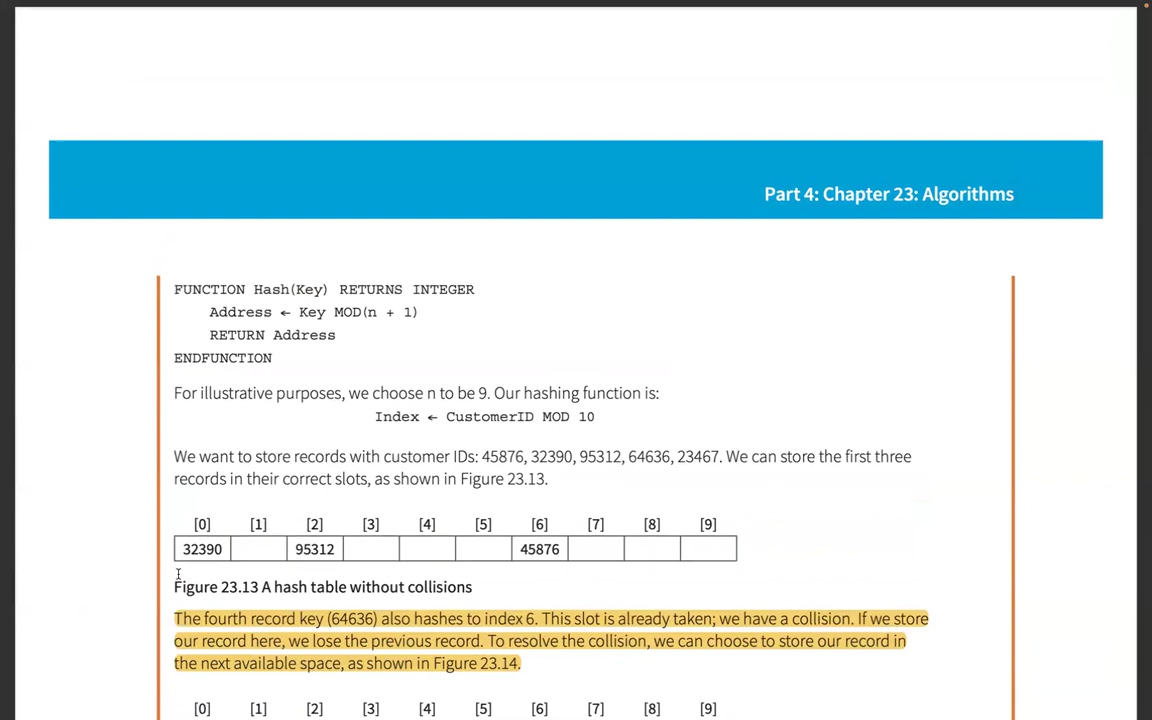 Part 4: Chapter 23: Algorithms
FUNCTION Hash(Key) RETURNS INTEGER
Address ← Key MOD(n + 1)
RETURN Address
ENDFUNCTION
For illustrative purposes, we choose n to be 9. Our hashing function is:
Index ← CustomerID MOD 10
We want to store records with customer IDs: 45876, 32390, 95312, 64636, 23467. We can store the first three
records in their correct slots, as shown in Figure 23.13.
[0] [1] [2] [3] [4] [5] [6] [7] [8] [9]
32390 95312 45876
Figure 23.13 A hash table without collisions
The fourth record key (64636) also hashes to index 6. This slot is already taken; we have a collision. If we store
our record here, we lose the previous record. To resolve the collision, we can choose to store our record in
the next available space, as shown in Figure 23.14.
[0] [1] [2] [3] [4] [5] [6] [7] [8] [9]